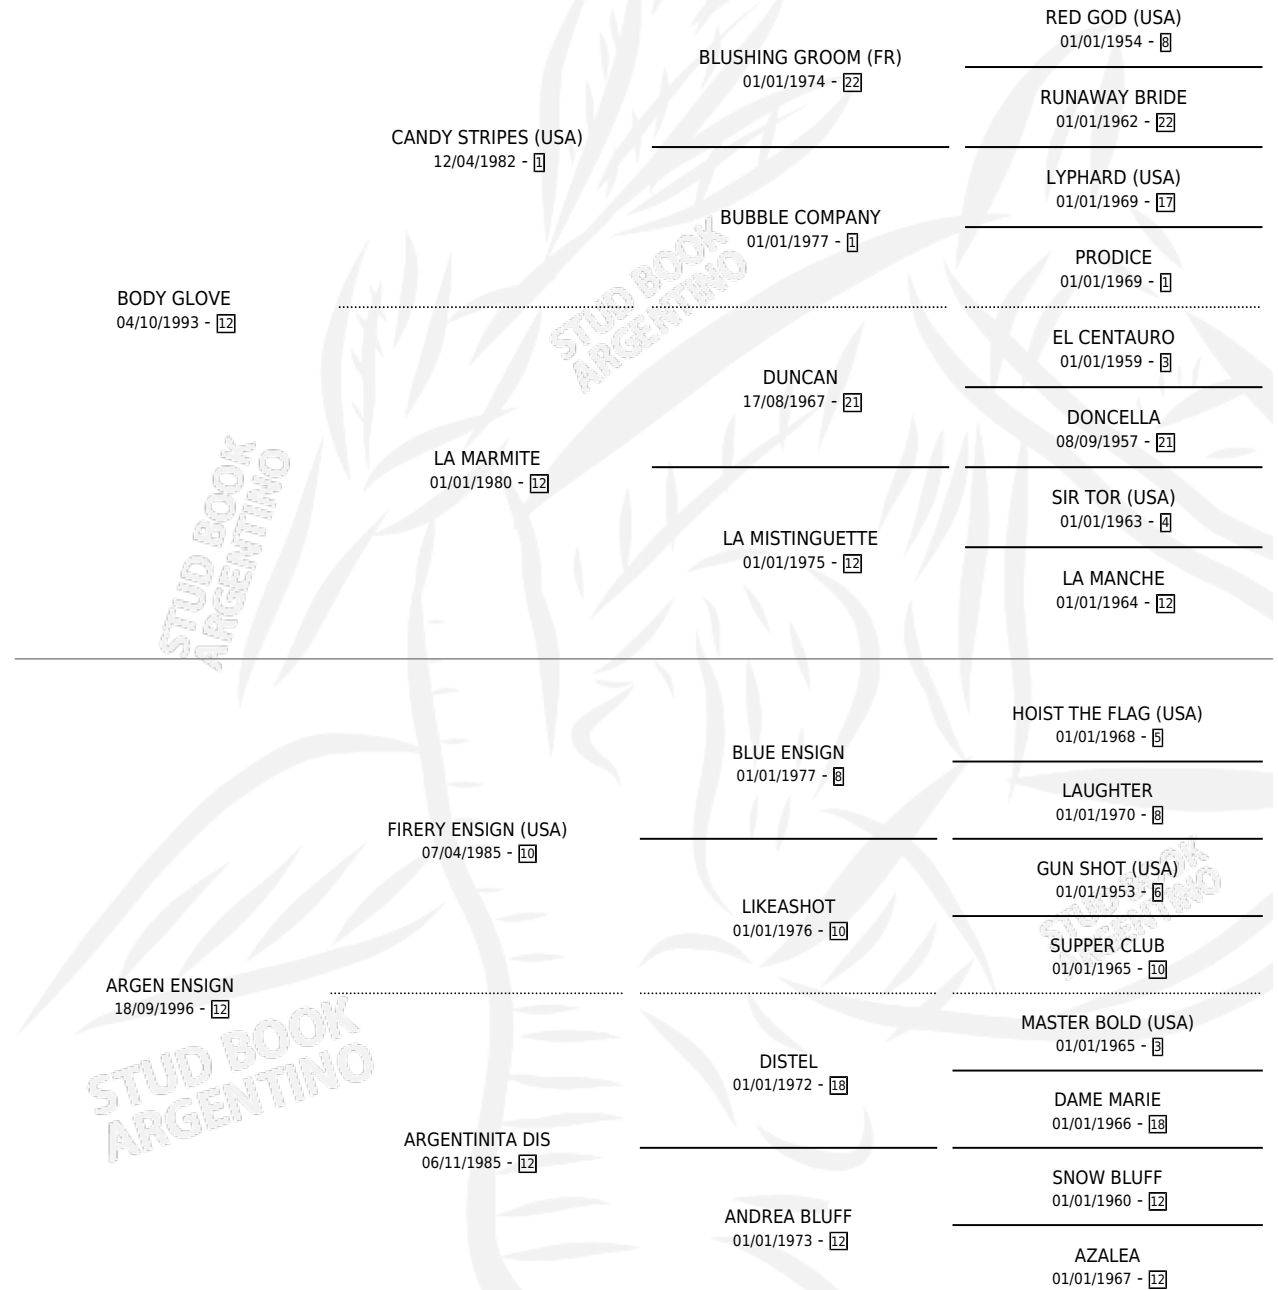 RED GOD (USA)
01/01/1954 - 8
BLUSHING GROOM (FR)
01/01/1974 - 22
RUNAWAY BRIDE
01/01/1962 - 22
CANDY STRIPES (USA)
12/04/1982 - 1
LYPHARD (USA)
01/01/1969 - 17
BUBBLE COMPANY
01/01/1977 - 1
PRODICE
01/01/1969 - 1
BODY GLOVE
04/10/1993 - 12
EL CENTAURO
01/01/1959 - 3
DUNCAN
17/08/1967 - 21
DONCELLA
08/09/1957 - 21
LA MARMITE
01/01/1980 - 12
SIR TOR (USA)
01/01/1963 - 4
LA MISTINGUETTE
01/01/1975 - 12
LA MANCHE
01/01/1964 - 12
STUD BOOK
ARGENTINO
STUD BOOK
ARGENTINO
HOIST THE FLAG (USA)
01/01/1968 - 5
BLUE ENSIGN
01/01/1977 - 8
LAUGHTER
01/01/1970 - 8
FIRERY ENSIGN (USA)
07/04/1985 - 10
GUN SHOT (USA)
01/01/1953 - 6
LIKEASHOT
01/01/1976 - 10
SUPPER CLUB
01/01/1965 - 10
STUD BOOK
ARGENTINO
ARGEN ENSIGN
18/09/1996 - 12
MASTER BOLD (USA)
01/01/1965 - 3
DISTEL
01/01/1972 - 18
DAME MARIE
01/01/1966 - 18
ARGENTINITA DIS
06/11/1985 - 12
SNOW BLUFF
01/01/1960 - 12
ANDREA BLUFF
01/01/1973 - 12
AZALEA
01/01/1967 - 12
STUD BOOK
ARGENTINO